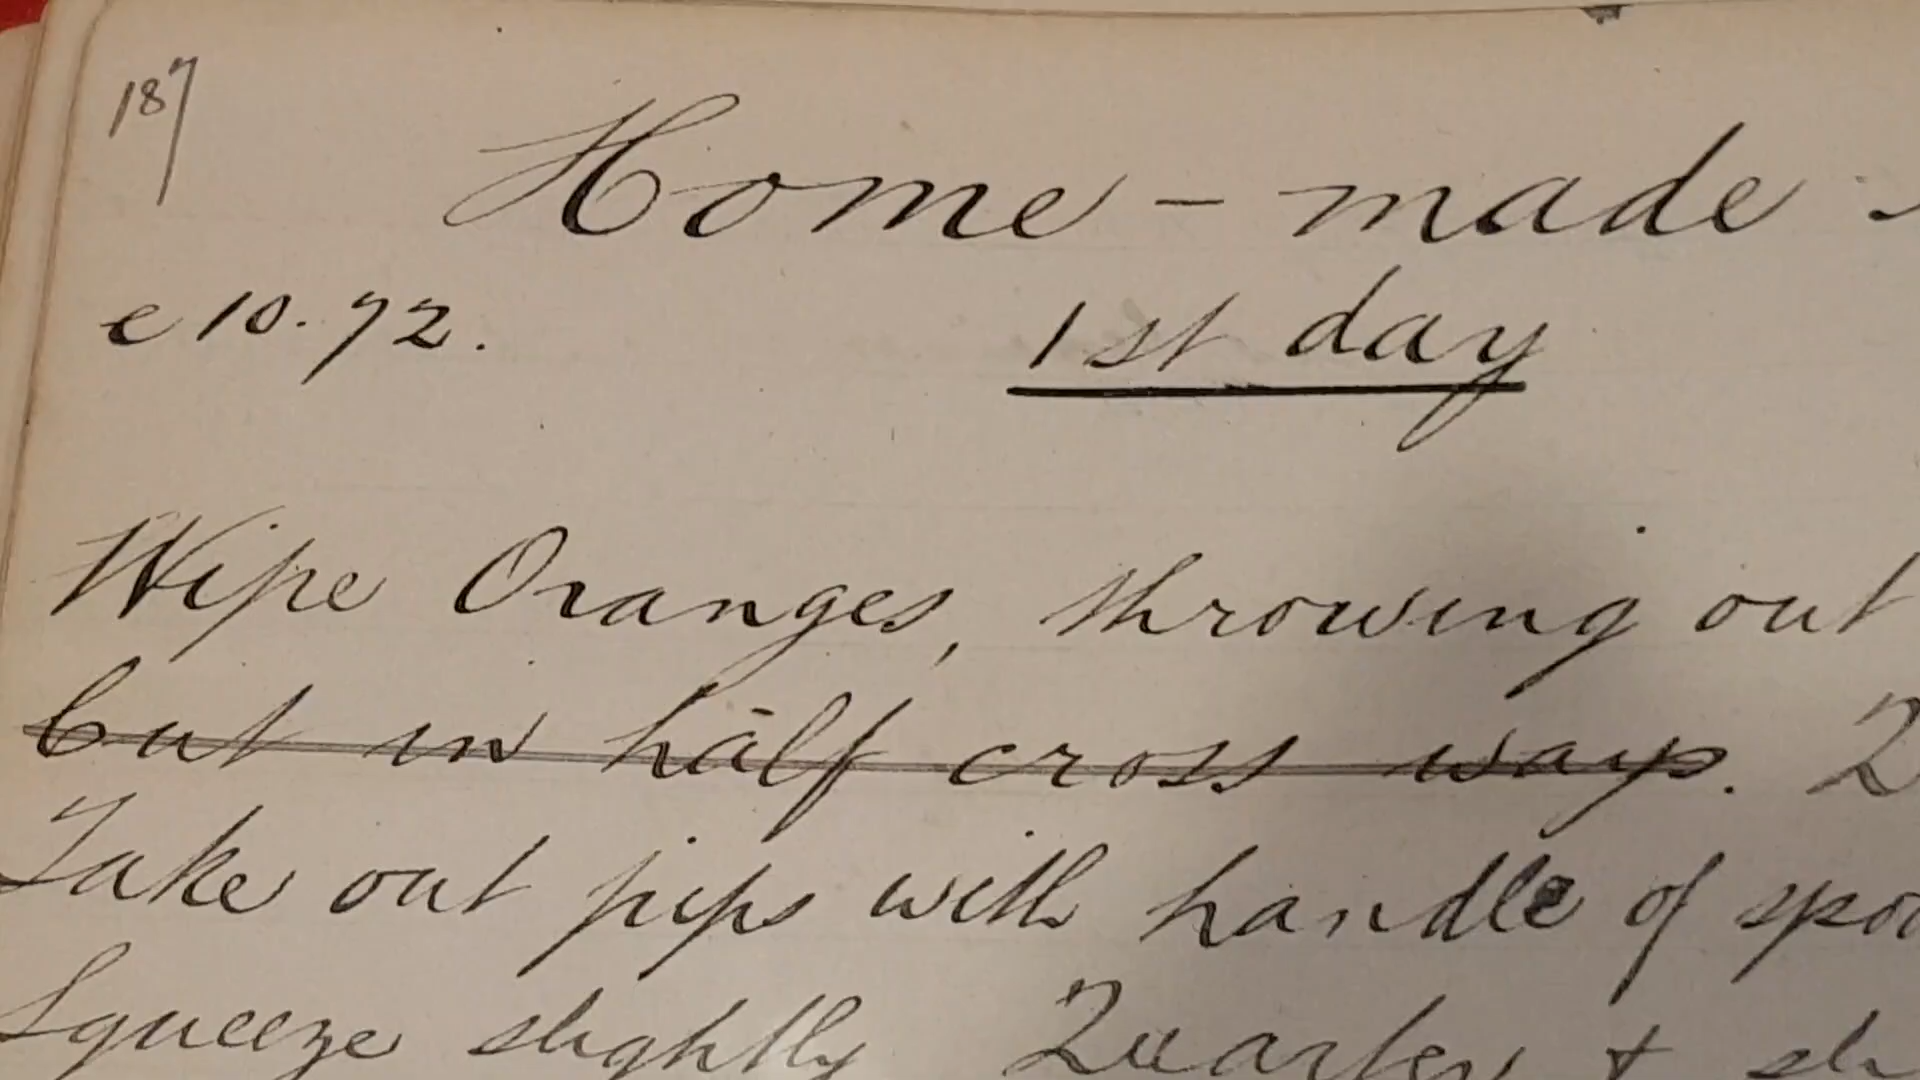 187
Home - made -
e 10.72.
1st day
Wipe Oranges, throwing out
Cut in half cross ways.
Take out pips with handle of
Squeeze slightly Quarter +